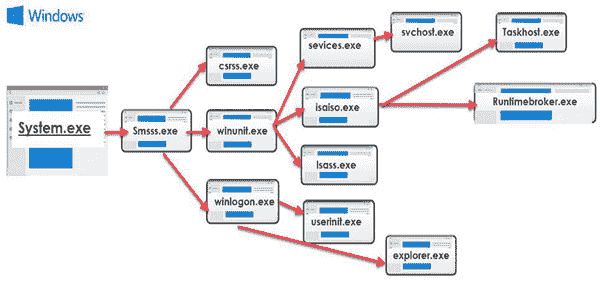 Windows
svchost.exe
Taskhost.exe
sevices.exe
csrss.exe
Runtimebroker.exe
isaiso.exe
System.exe
Smsss.exe
winunit.exe
lsass.exe
winlogon.exe
userinit.exe
explorer.exe